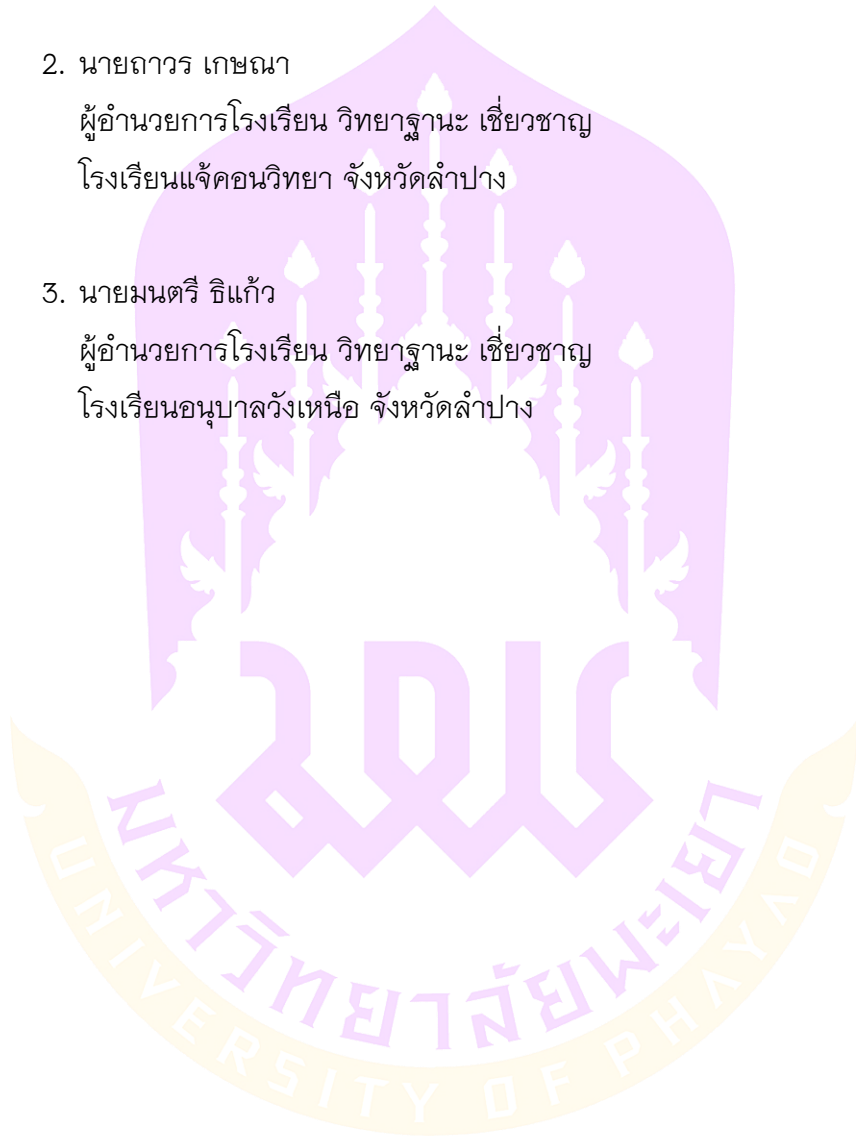 2. นายถาวร เกษณา
ผู้อำนวยการโรงเรียน วิทยาฐานะ เชี่ยวชาญ
โรงเรียนแจ้คอนวิทยา จังหวัดลำปาง
3. นายมนตรี ธิแก้ว
ผู้อำนวยการโรงเรียน วิทยาฐานะ เชี่ยวชาญ
โรงเรียนอนุบาลวังเหนือ จังหวัดลำปาง
มพ
มหาวิทยาลัยพะเยา
UNIVERSITY OF PHAYAO